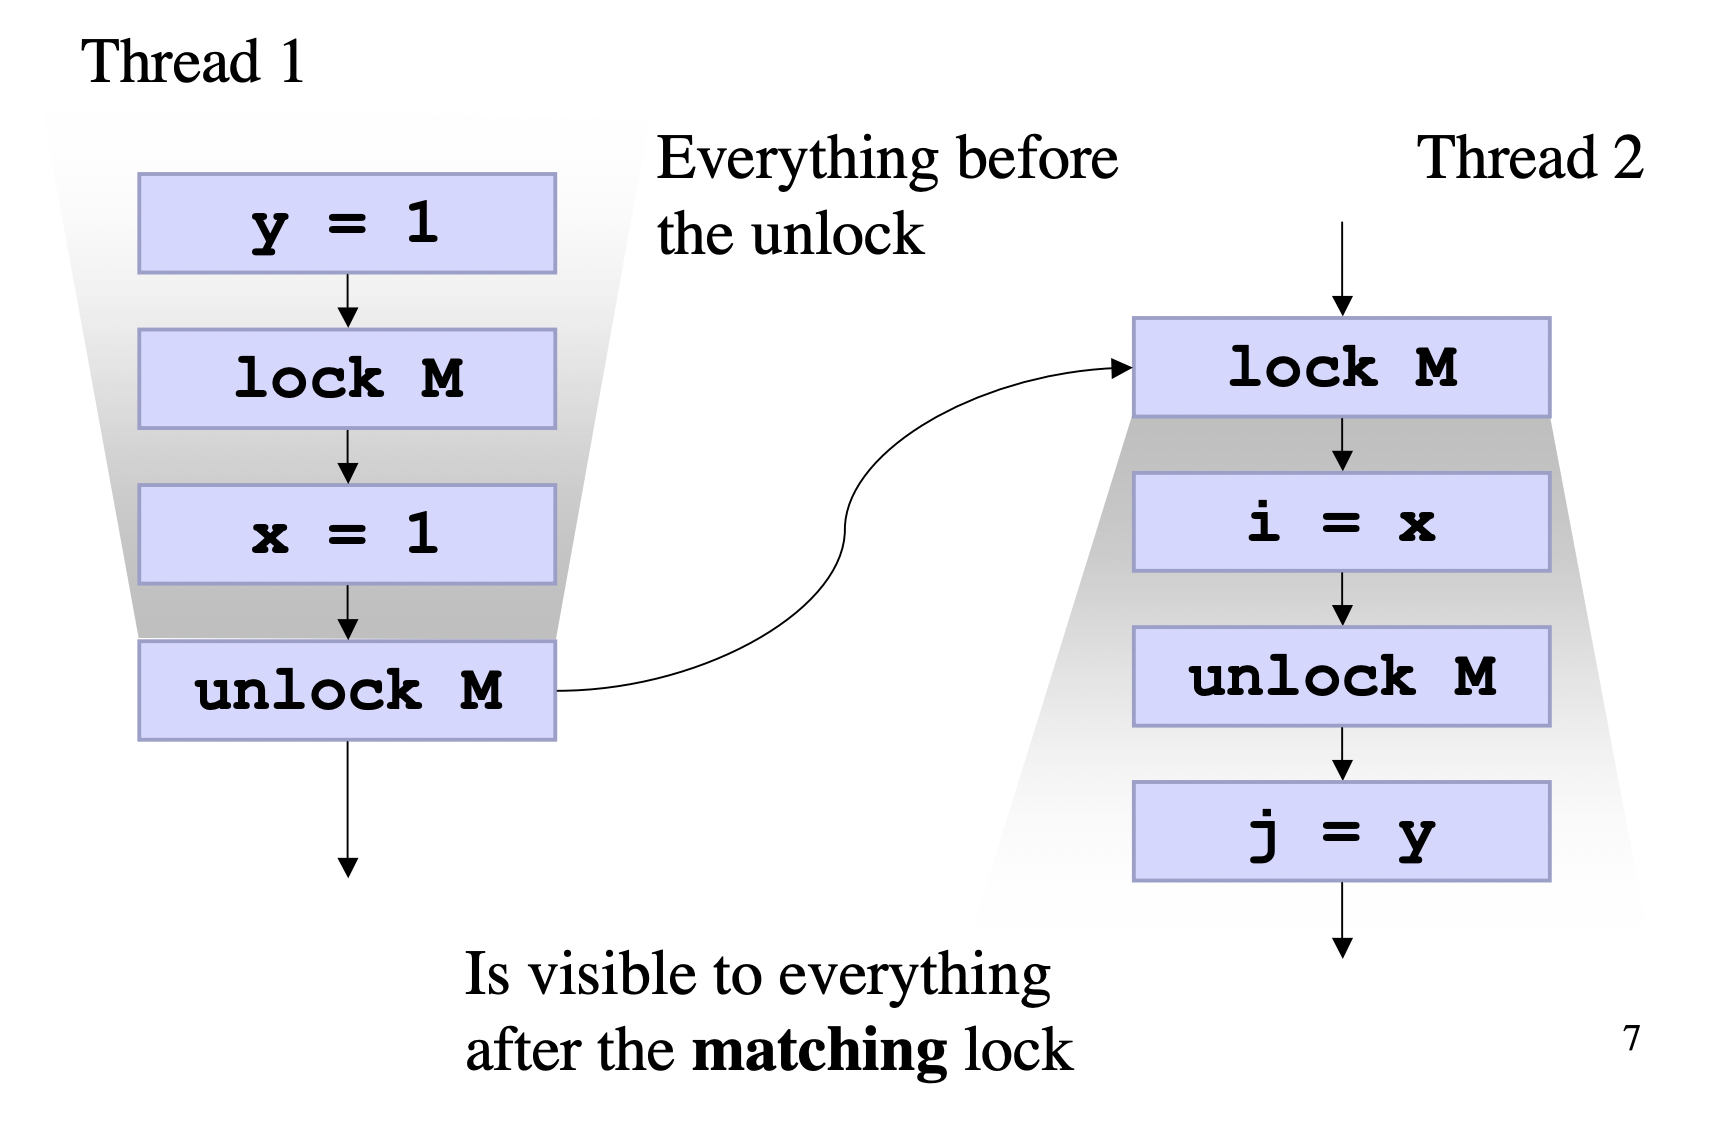 Thread 1
y = 1
lock M
x = 1
unlock M
Everything before
the unlock
Thread 2
lock M
i = x
unlock M
j = y
Is visible to everything
after the matching lock
7